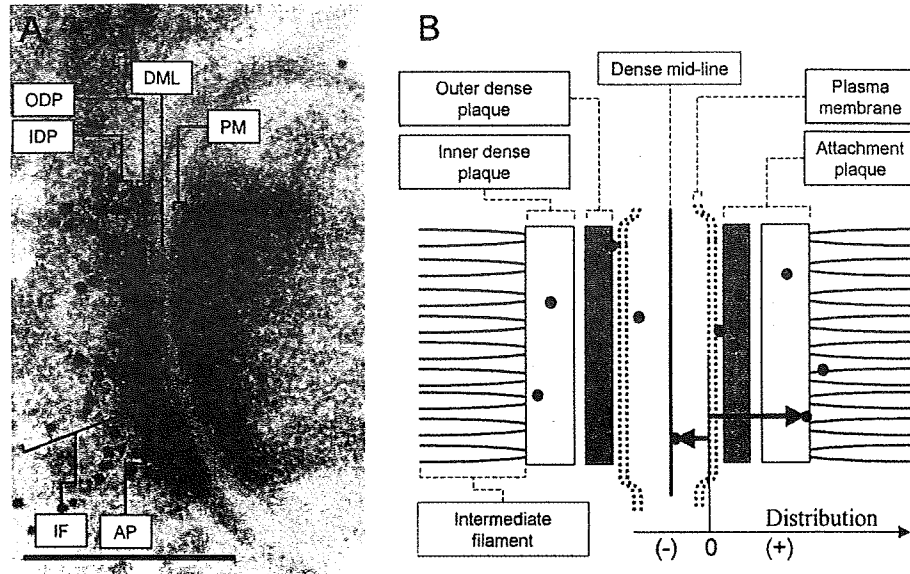 A
DML
ODP
PM
IDP
IF
AP
B
Dense mid-line
Outer dense
plaque
Plasma
membrane
Inner dense
plaque
Attachment
plaque
Intermediate
filament
Distribution
(-) 0 (+)